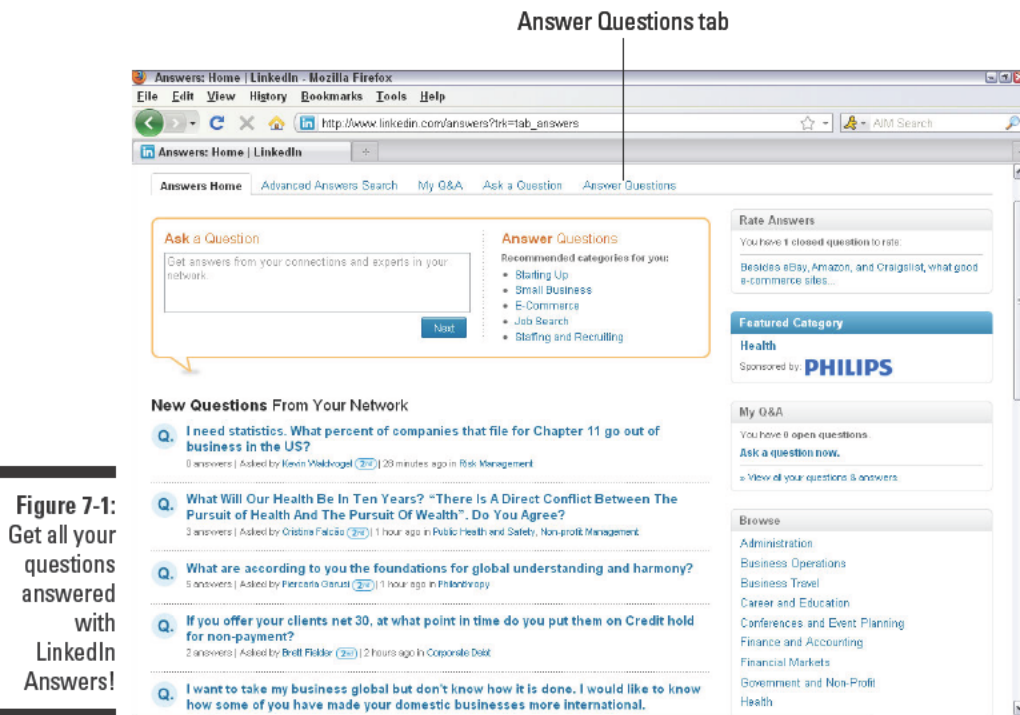 Answer Questions tab
Answers: Home | LinkedIn - Mozilla Firefox
File Edit View History Bookmarks Tools Help
http://www.linkedin.com/answers?trk=tab_answers
AIM Search
Answers: Home | LinkedIn
Answers Home Advanced Answers Search My Q&A Ask a Question Answer Questions
Ask a Question
Get answers from your connections and experts in your
network.
Next
Answer Questions
Recommended categories for you:
• Starting Up
• Small Business
• E-Commerce
• Job Search
• Staffing and Recruiting
New Questions From Your Network
Q. I need statistics. What percent of companies that file for Chapter 11 go out of
business in the US?
0 answers | Asked by Kevin Waldvogel (2nd) | 28 minutes ago in Risk Management
Q. What Will Our Health Be In Ten Years? “There Is A Direct Conflict Between The
Pursuit of Health And The Pursuit Of Wealth”. Do You Agree?
3 answers | Asked by Cristina Falcão (2nd) | 1 hour ago in Public Health and Safety, Non-profit Management
Q. What are according to you the foundations for global understanding and harmony?
5 answers | Asked by Piercarla Garusi (2nd) | 1 hour ago in Philanthropy
Q. If you offer your clients net 30, at what point in time do you put them on Credit hold
for non-payment?
2 answers | Asked by Brett Fielder (2nd) | 2 hours ago in Corporate Debt
Q. I want to take my business global but don't know how it is done. I would like to know
how some of you have made your domestic businesses more international.
Rate Answers
You have 1 closed question to rate:
Besides eBay, Amazon, and Craigslist, what good
e-commerce sites...
Featured Category
Health
Sponsored by: PHILIPS
My Q&A
You have 0 open questions.
Ask a question now.
» View all your questions & answers
Browse
Administration
Business Operations
Business Travel
Career and Education
Conferences and Event Planning
Finance and Accounting
Financial Markets
Government and Non-Profit
Health
Figure 7-1:
Get all your
questions
answered
with
LinkedIn
Answers!